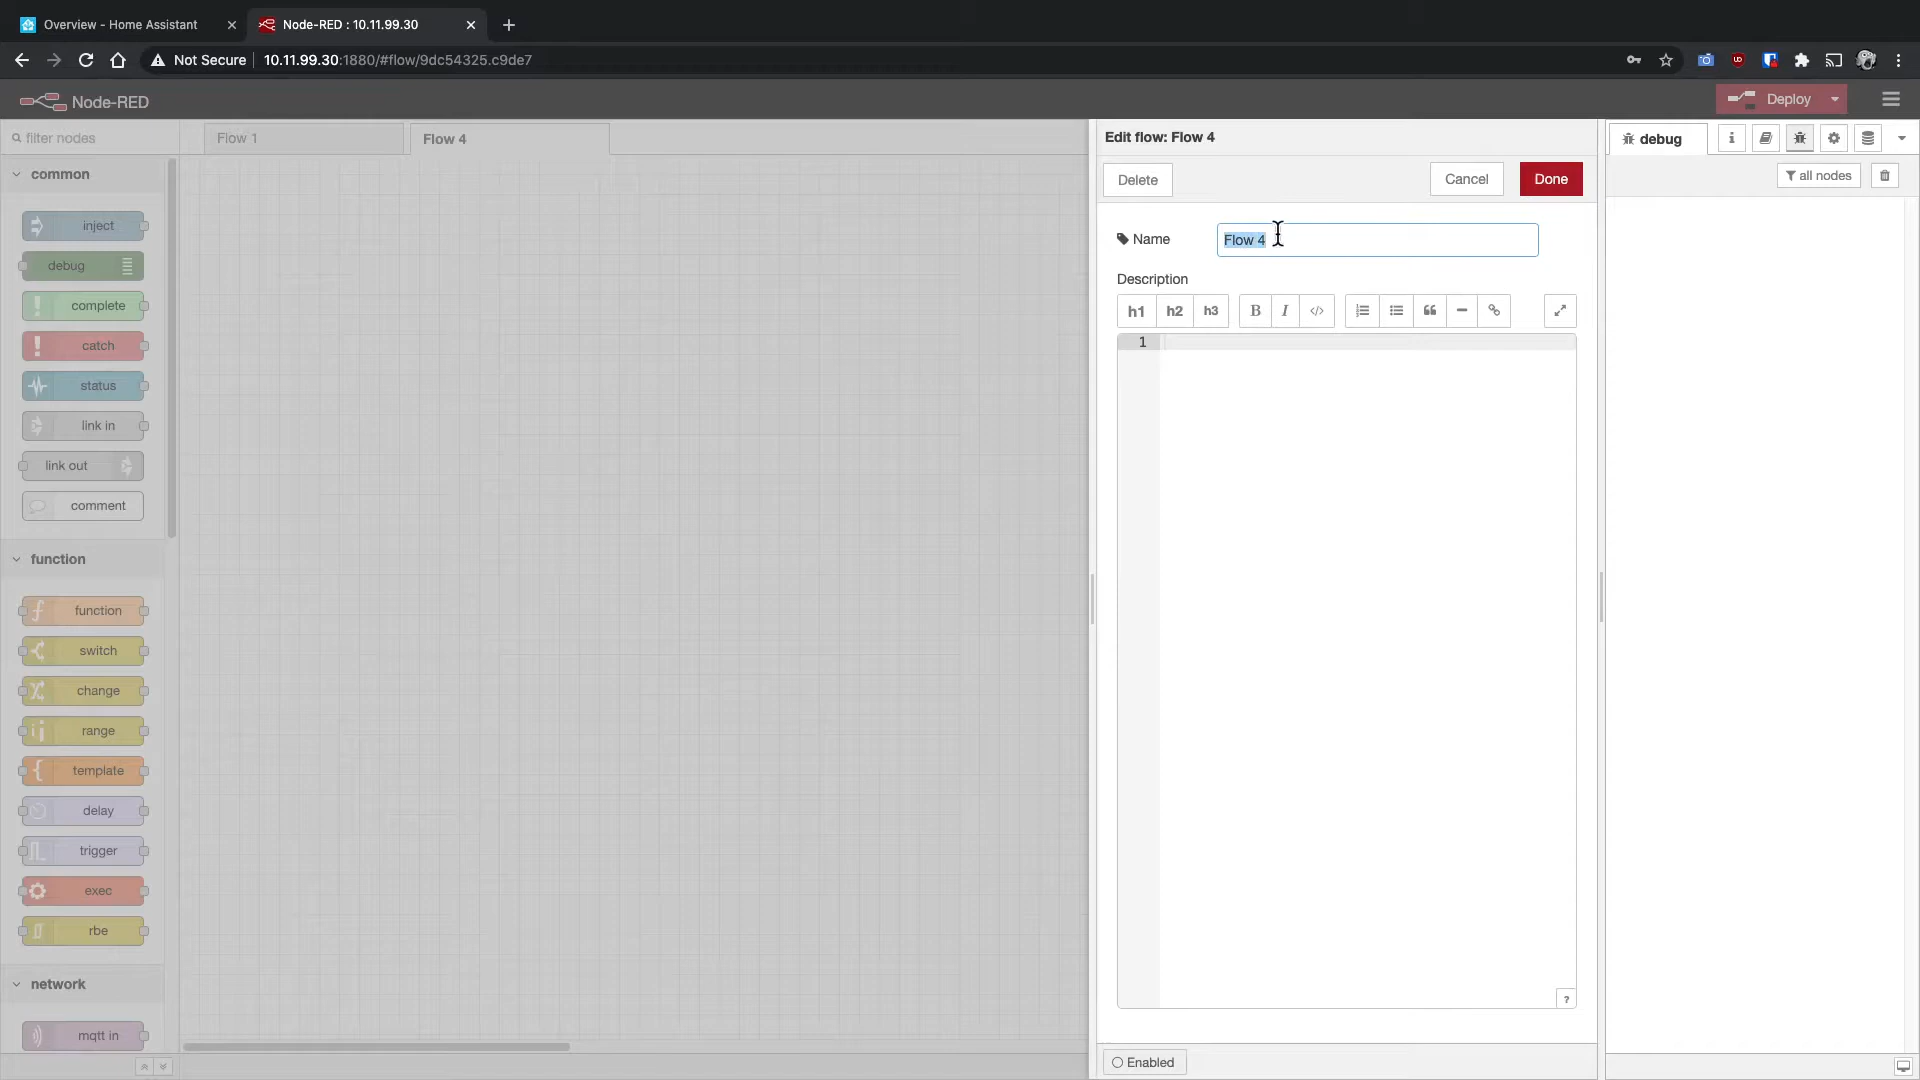 Overview - Home Assistant
Node-RED : 10.11.99.30
Not Secure
10.11.99.30:1880/#flow/9dc54325.c9de7
Node-RED
Deploy
filter nodes
Flow 1
Flow 4
Edit flow: Flow 4
debug
i
Delete
Cancel
Done
all nodes
common
inject
debug
complete
catch
status
link in
link out
comment
function
function
switch
change
range
template
delay
trigger
exec
rbe
network
mqtt in
Name
Flow 4
Description
h1
h2
h3
B
I
</>
1
?
Enabled